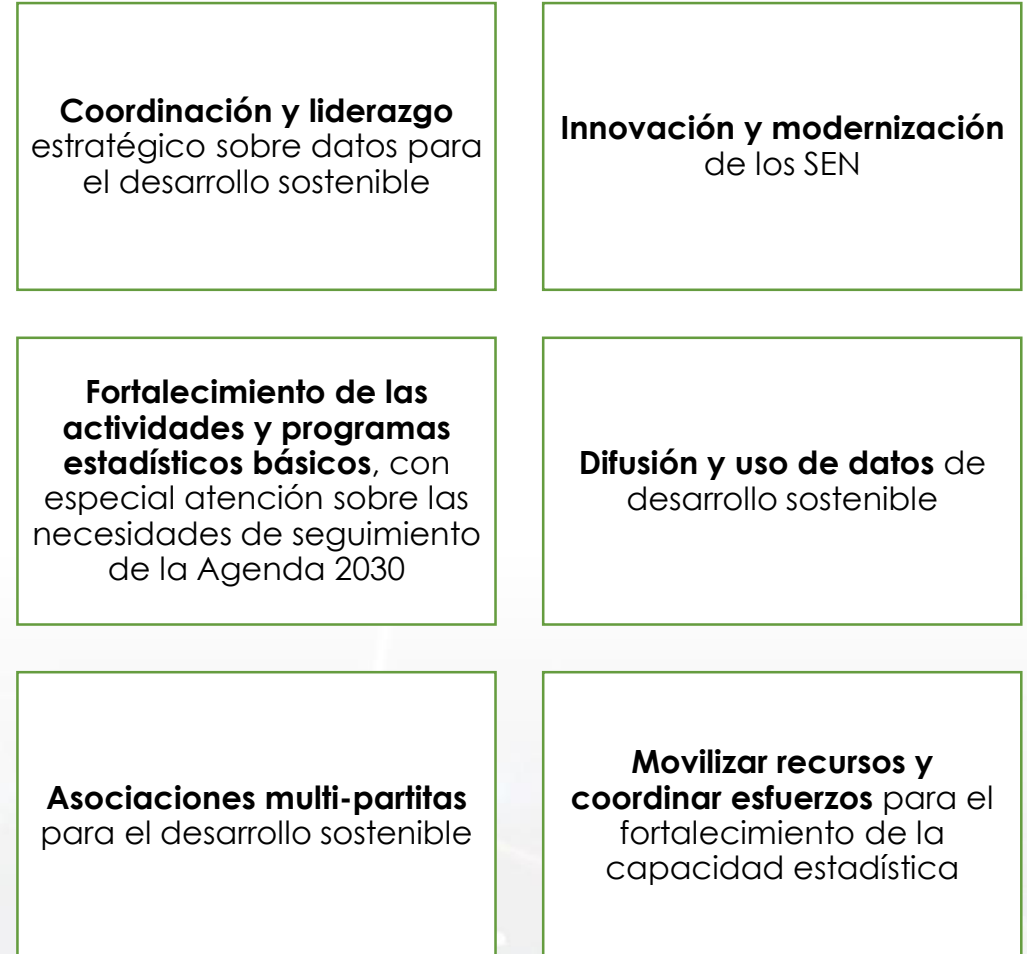 Coordinación y liderazgo
estratégico sobre datos para
el desarrollo sostenible
Innovación y modernización
de los SEN
Fortalecimiento de las
actividades y programas
estadísticos básicos, con
especial atención sobre las
necesidades de seguimiento
de la Agenda 2030
Difusión y uso de datos de
desarrollo sostenible
Asociaciones multi-partitas
para el desarrollo sostenible
Movilizar recursos y
coordinar esfuerzos para el
fortalecimiento de la
capacidad estadística